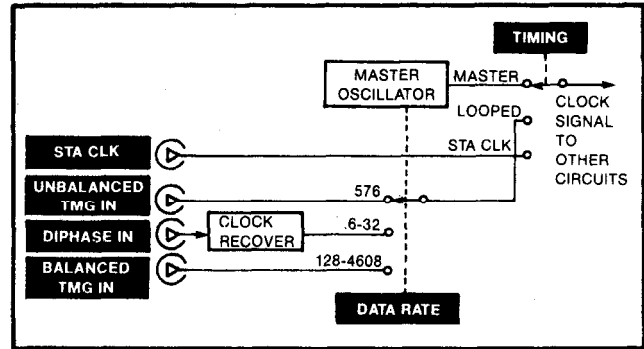 TIMING
MASTER
OSCILLATOR
MASTER
LOOPED
STA CLK
CLOCK
SIGNAL
TO
OTHER
CIRCUITS
STA CLK
UNBALANCED
TMG IN
576
DIPHASE IN
CLOCK
RECOVER
.6-32
BALANCED
TMG IN
128-4608
DATA RATE